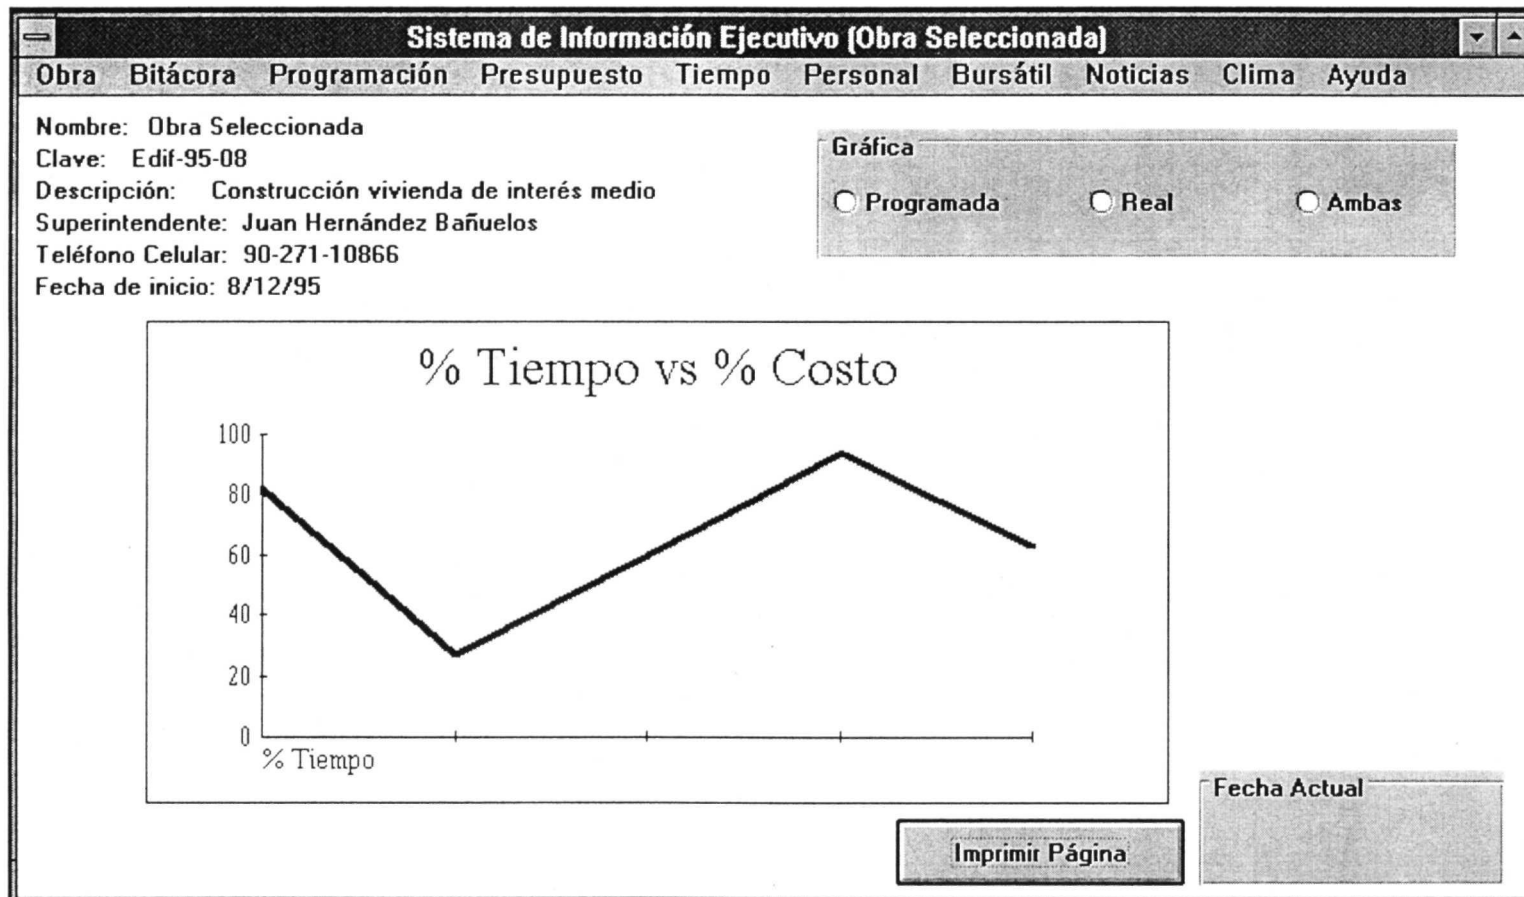 Sistema de Información Ejecutivo (Obra Seleccionada)
Obra Bitácora Programación Presupuesto Tiempo Personal Bursátil Noticias Clima Ayuda
Nombre: Obra Seleccionada
Clave: Edif-95-08
Descripción: Construcción vivienda de interés medio
Superintendente: Juan Hernández Bañuelos
Teléfono Celular: 90-271-10866
Fecha de inicio: 8/12/95
Gráfica
Programada Real Ambas
% Tiempo vs % Costo
100
80
60
40
20
0
% Tiempo
Fecha Actual
Imprimir Página